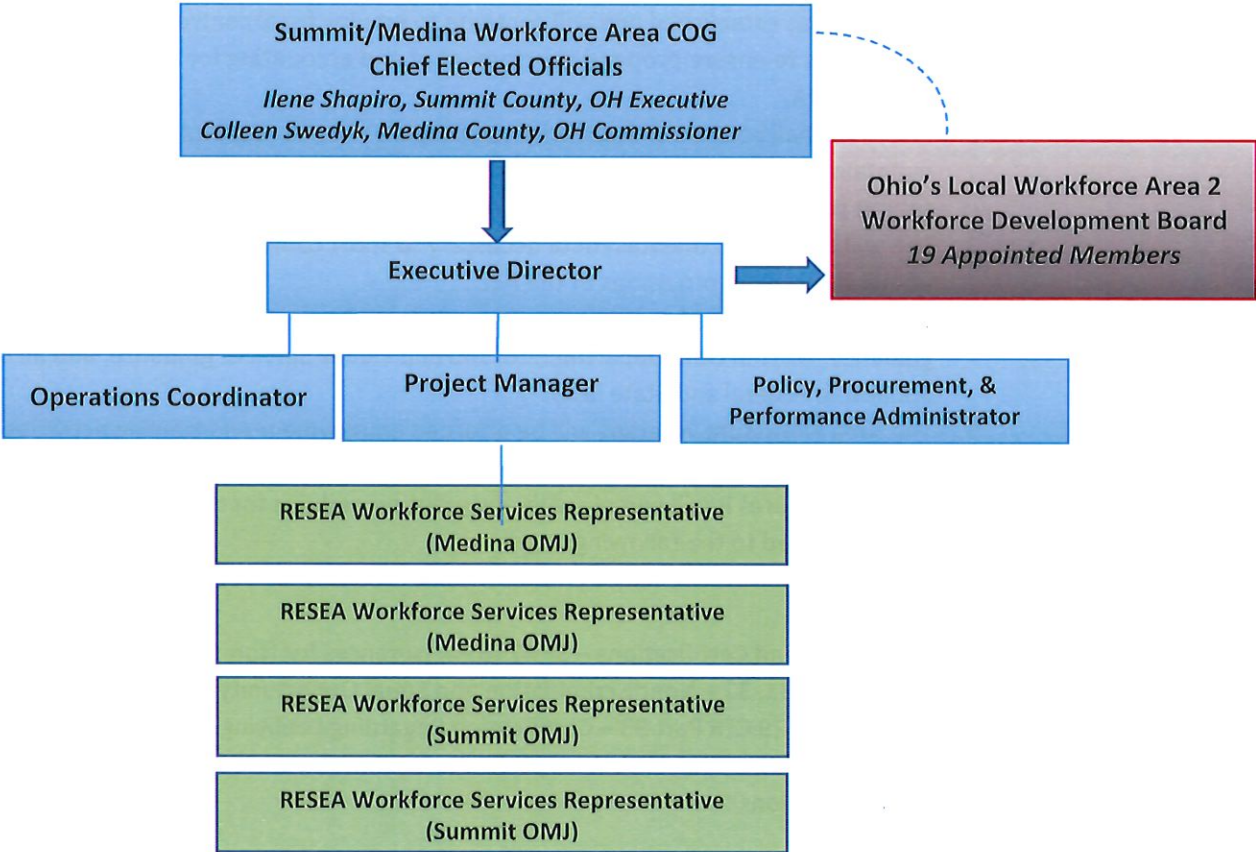 Summit/Medina Workforce Area COG
Chief Elected Officials
Ilene Shapiro, Summit County, OH Executive
Colleen Swedyk, Medina County, OH Commissioner
Ohio's Local Workforce Area 2
Workforce Development Board
19 Appointed Members
Executive Director
Operations Coordinator
Project Manager
Policy, Procurement, &
Performance Administrator
RESEA Workforce Services Representative
(Medina OMJ)
RESEA Workforce Services Representative
(Medina OMJ)
RESEA Workforce Services Representative
(Summit OMJ)
RESEA Workforce Services Representative
(Summit OMJ)